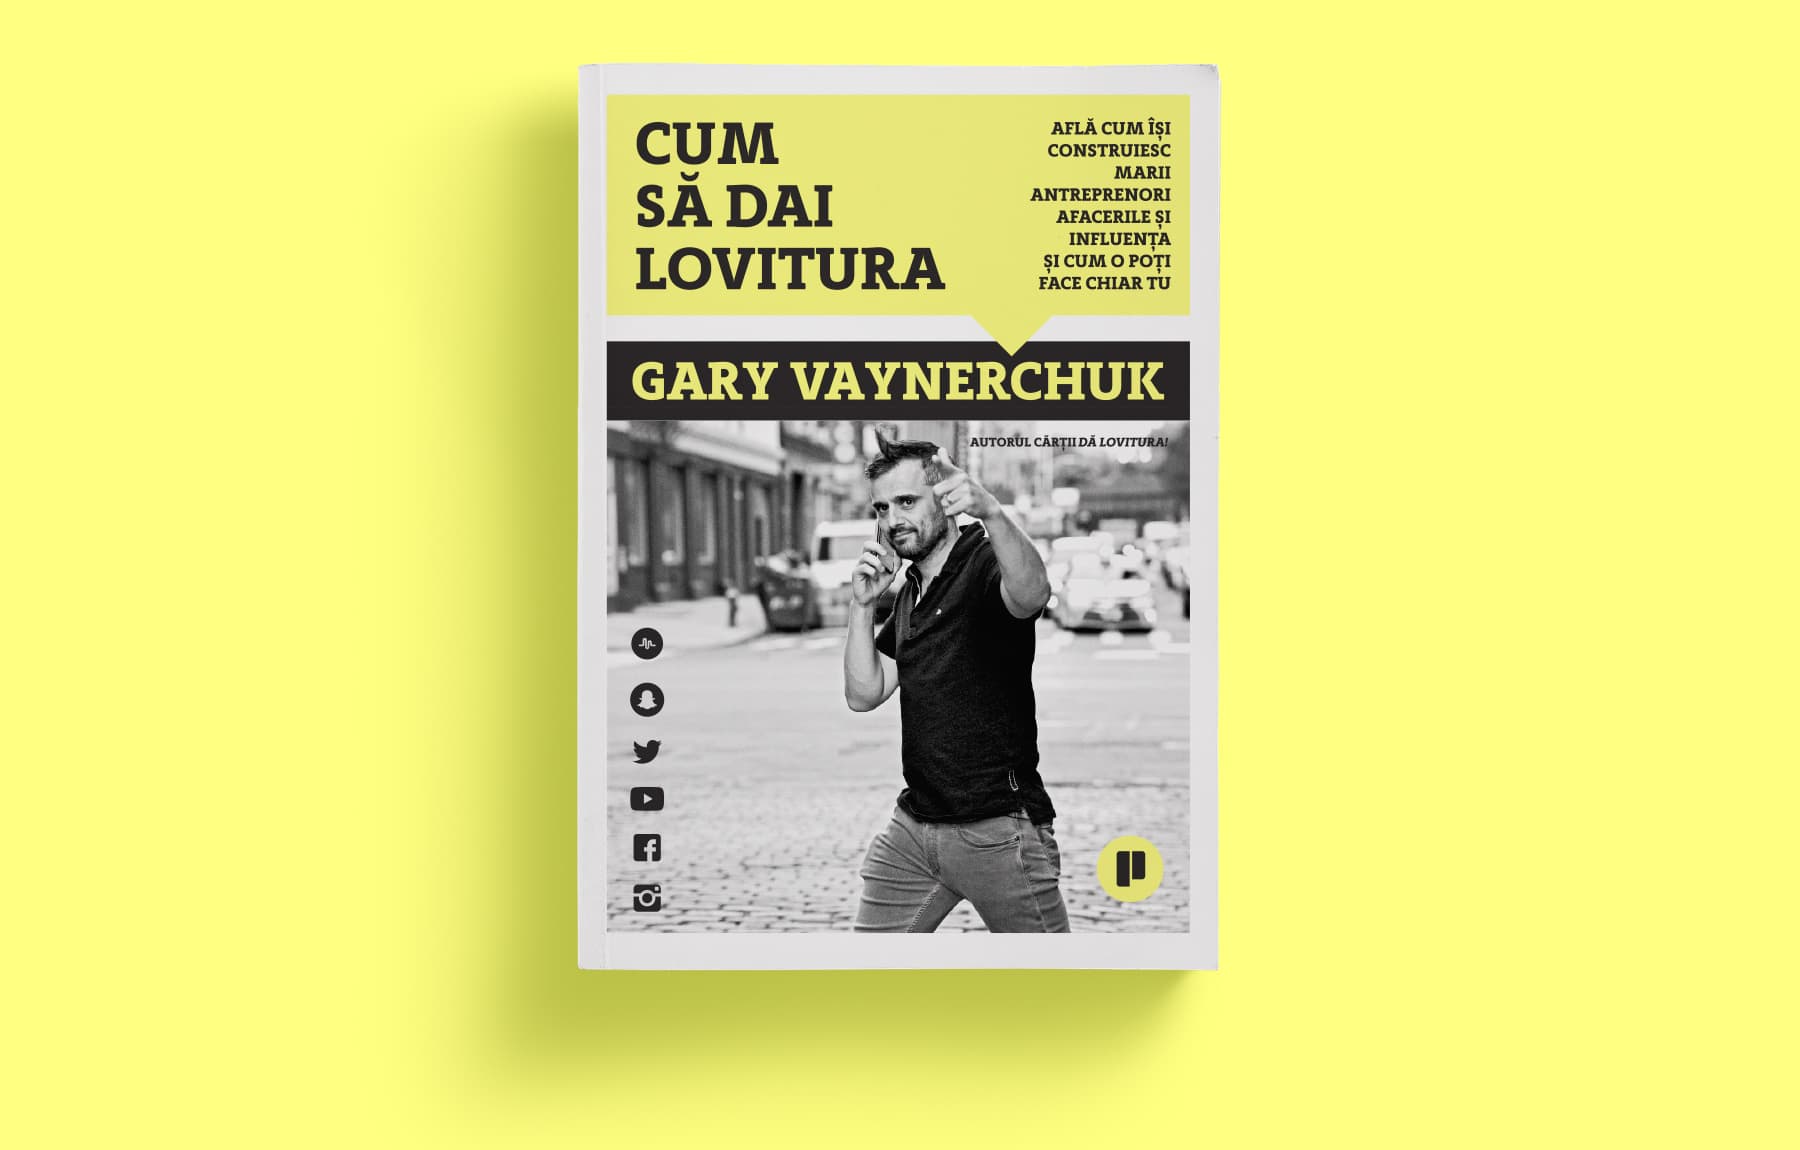 CUM
SĂ DAI
LOVITURA
AFLĂ CUM ÎȘI
CONSTRUIESC
MARII
ANTREPRENORI
AFACERILE ȘI
INFLUENȚA
ȘI CUM O POȚI
FACE CHIAR TU
GARY VAYNERCHUK
AUTORUL CĂRȚII DĂ LOVITURA!